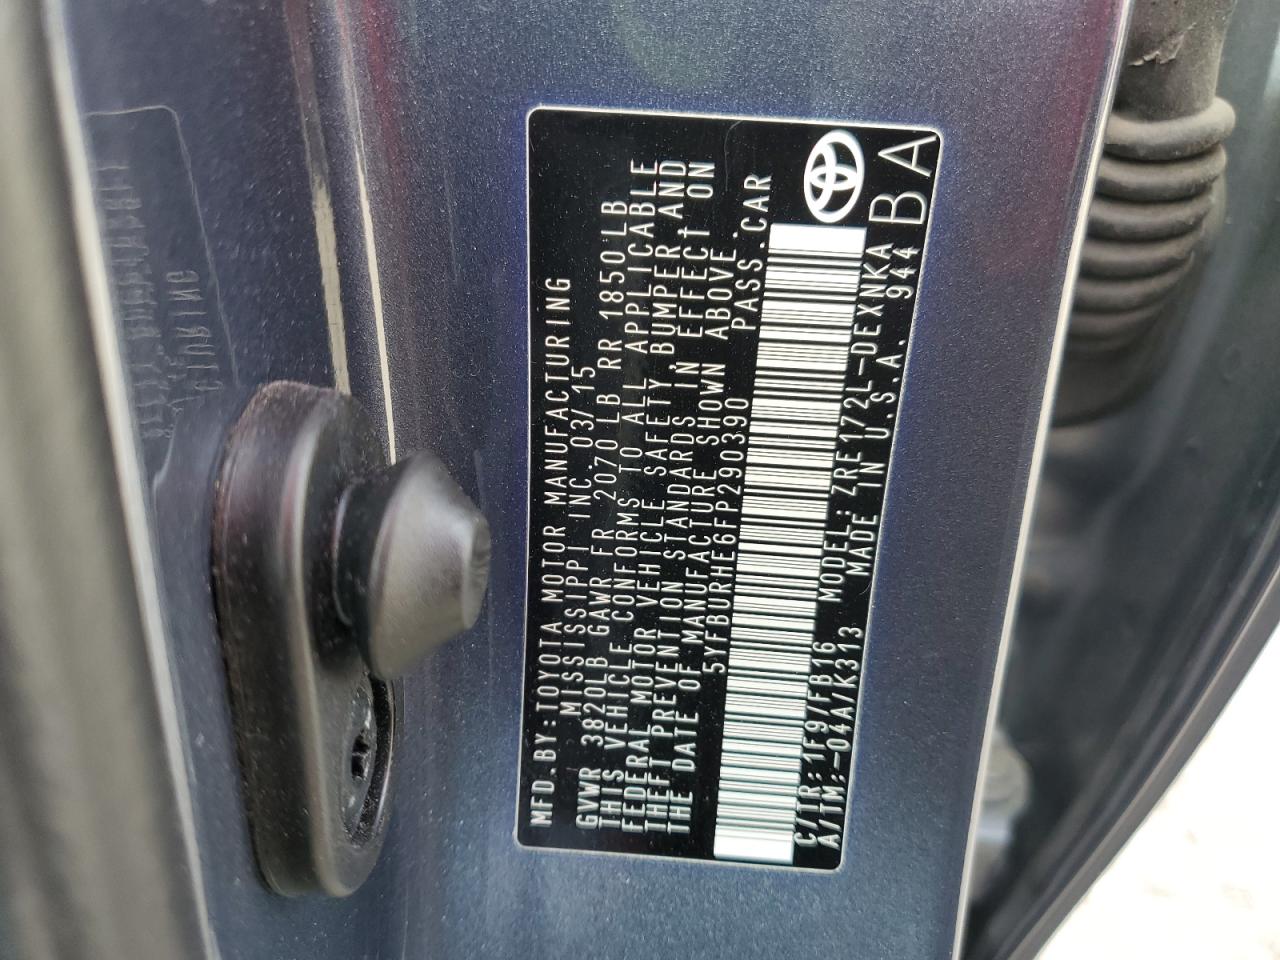 MFD.BY:TOYOTA MOTOR MANUFACTURING
MISSISSIPPI INC. 03/15
GVWR 3820LB GAWR FR 2070 LB RR 1850LB
THIS VEHICLE CONFORMS TO ALL APPLICABLE
FEDERAL MOTOR VEHICLE SAFETY BUMPER, AND
THEFT PREVENTION STANDARDS IN EFFECT ON
THE DATE OF MANUFACTURE SHOWN ABOVE.
5YFBURHE6FP290390 PASS.CAR
C/TR: 1F9/FB16 MODEL: ZRE172L-DEXNKA
A/TM:-04A/K313 MADE IN U.S.A. 944
BA